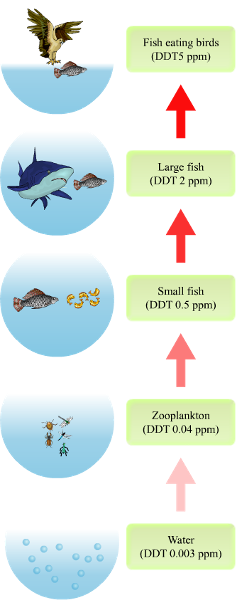 Fish eating birds
(DDT5 ppm)
Large fish
(DDT 2 ppm)
Small fish
(DDT 0.5 ppm)
Zooplankton
(DDT 0.04 ppm)
Water
(DDT 0.003 ppm)